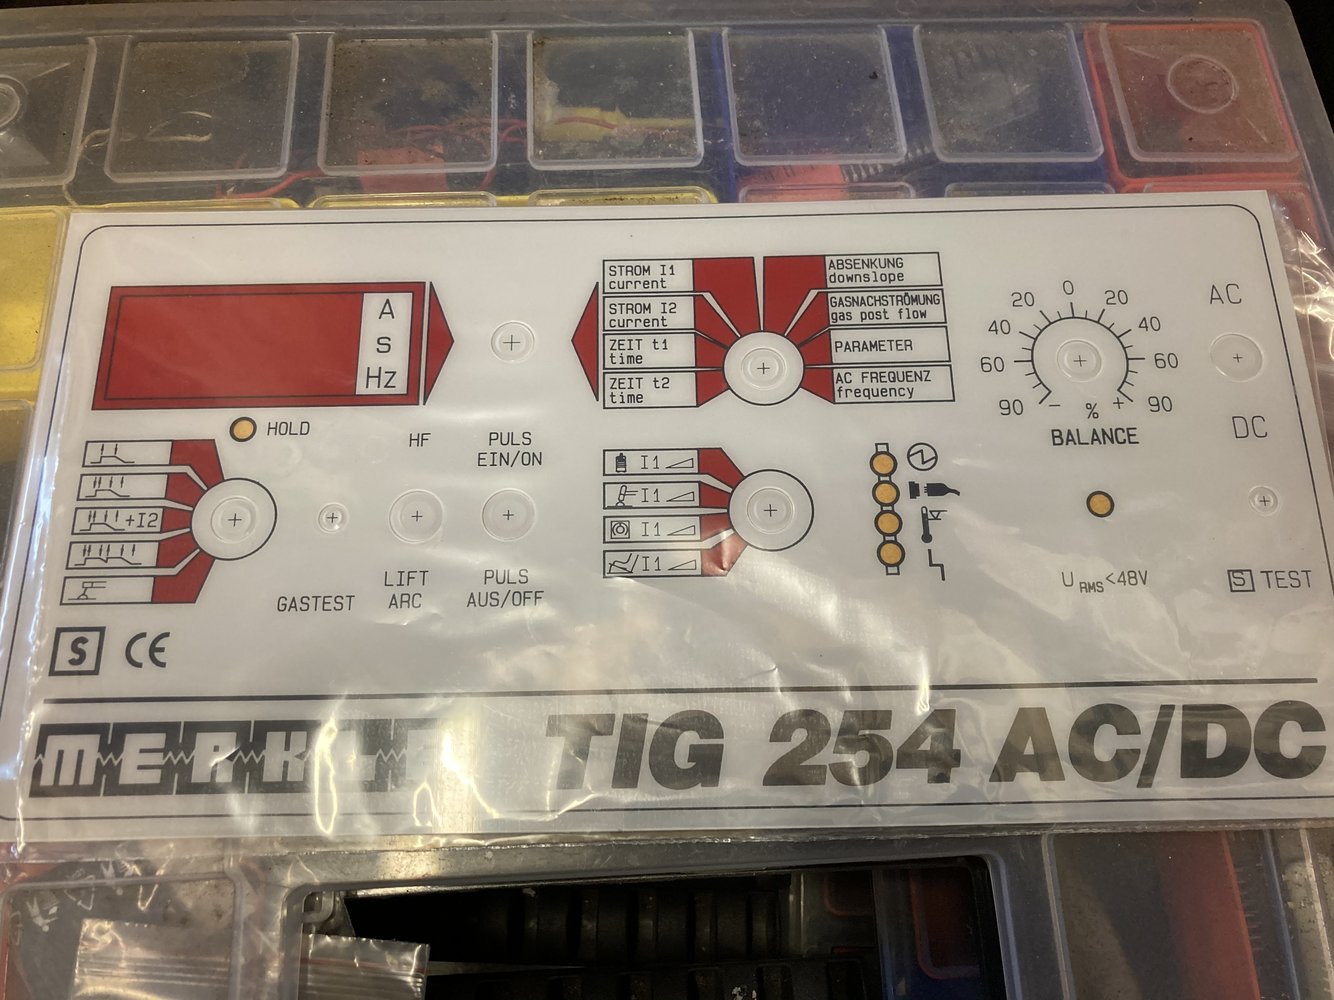 A
S
Hz
HOLD
HF
PULS
EIN/ON
+I2
GASTEST
LIFT
ARC
PULS
AUS/OFF
STROM I1
current
STROM I2
current
ZEIT t1
time
ZEIT t2
time
ABSENKUNG
downslope
GASNACHSTRÖMUNG
gas post flow
PARAMETER
AC FREQUENZ
frequency
I1
I1
I1
I1
0
20 20
40 40
60 60
90 - % + 90
BALANCE
AC
DC
U RMS<48V
S TEST
S CE
MERKLE
TIG 254 AC/DC